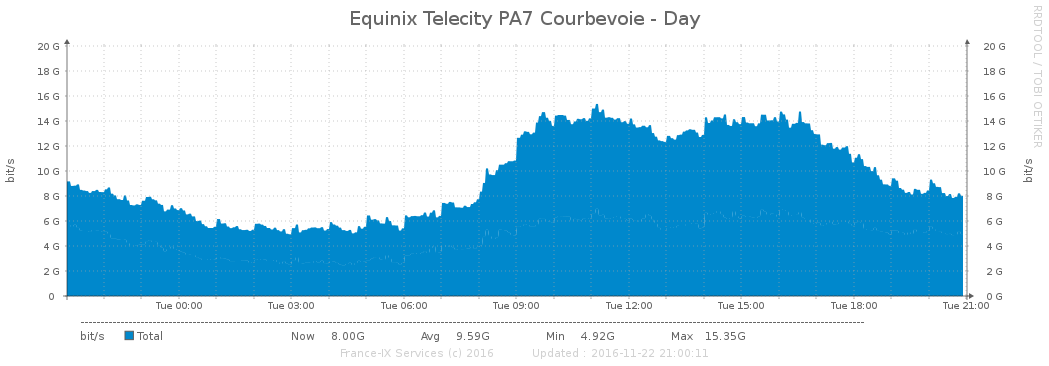 Equinix Telecity PA7 Courbevoie - Day
RRDTOOL / TOBI OETIKER
bit/s
20 G
18 G
16 G
14 G
12 G
10 G
8 G
6 G
4 G
2 G
0
20 G
18 G
16 G
14 G
12 G
10 G
8 G
6 G
4 G
2 G
0 G
bit/s
Tue 00:00 Tue 03:00 Tue 06:00 Tue 09:00 Tue 12:00 Tue 15:00 Tue 18:00 Tue 21:00
bit/s Total Now 8.00G Avg 9.59G Min 4.92G Max 15.35G
France-IX Services (c) 2016 Updated : 2016-11-22 21:00:11